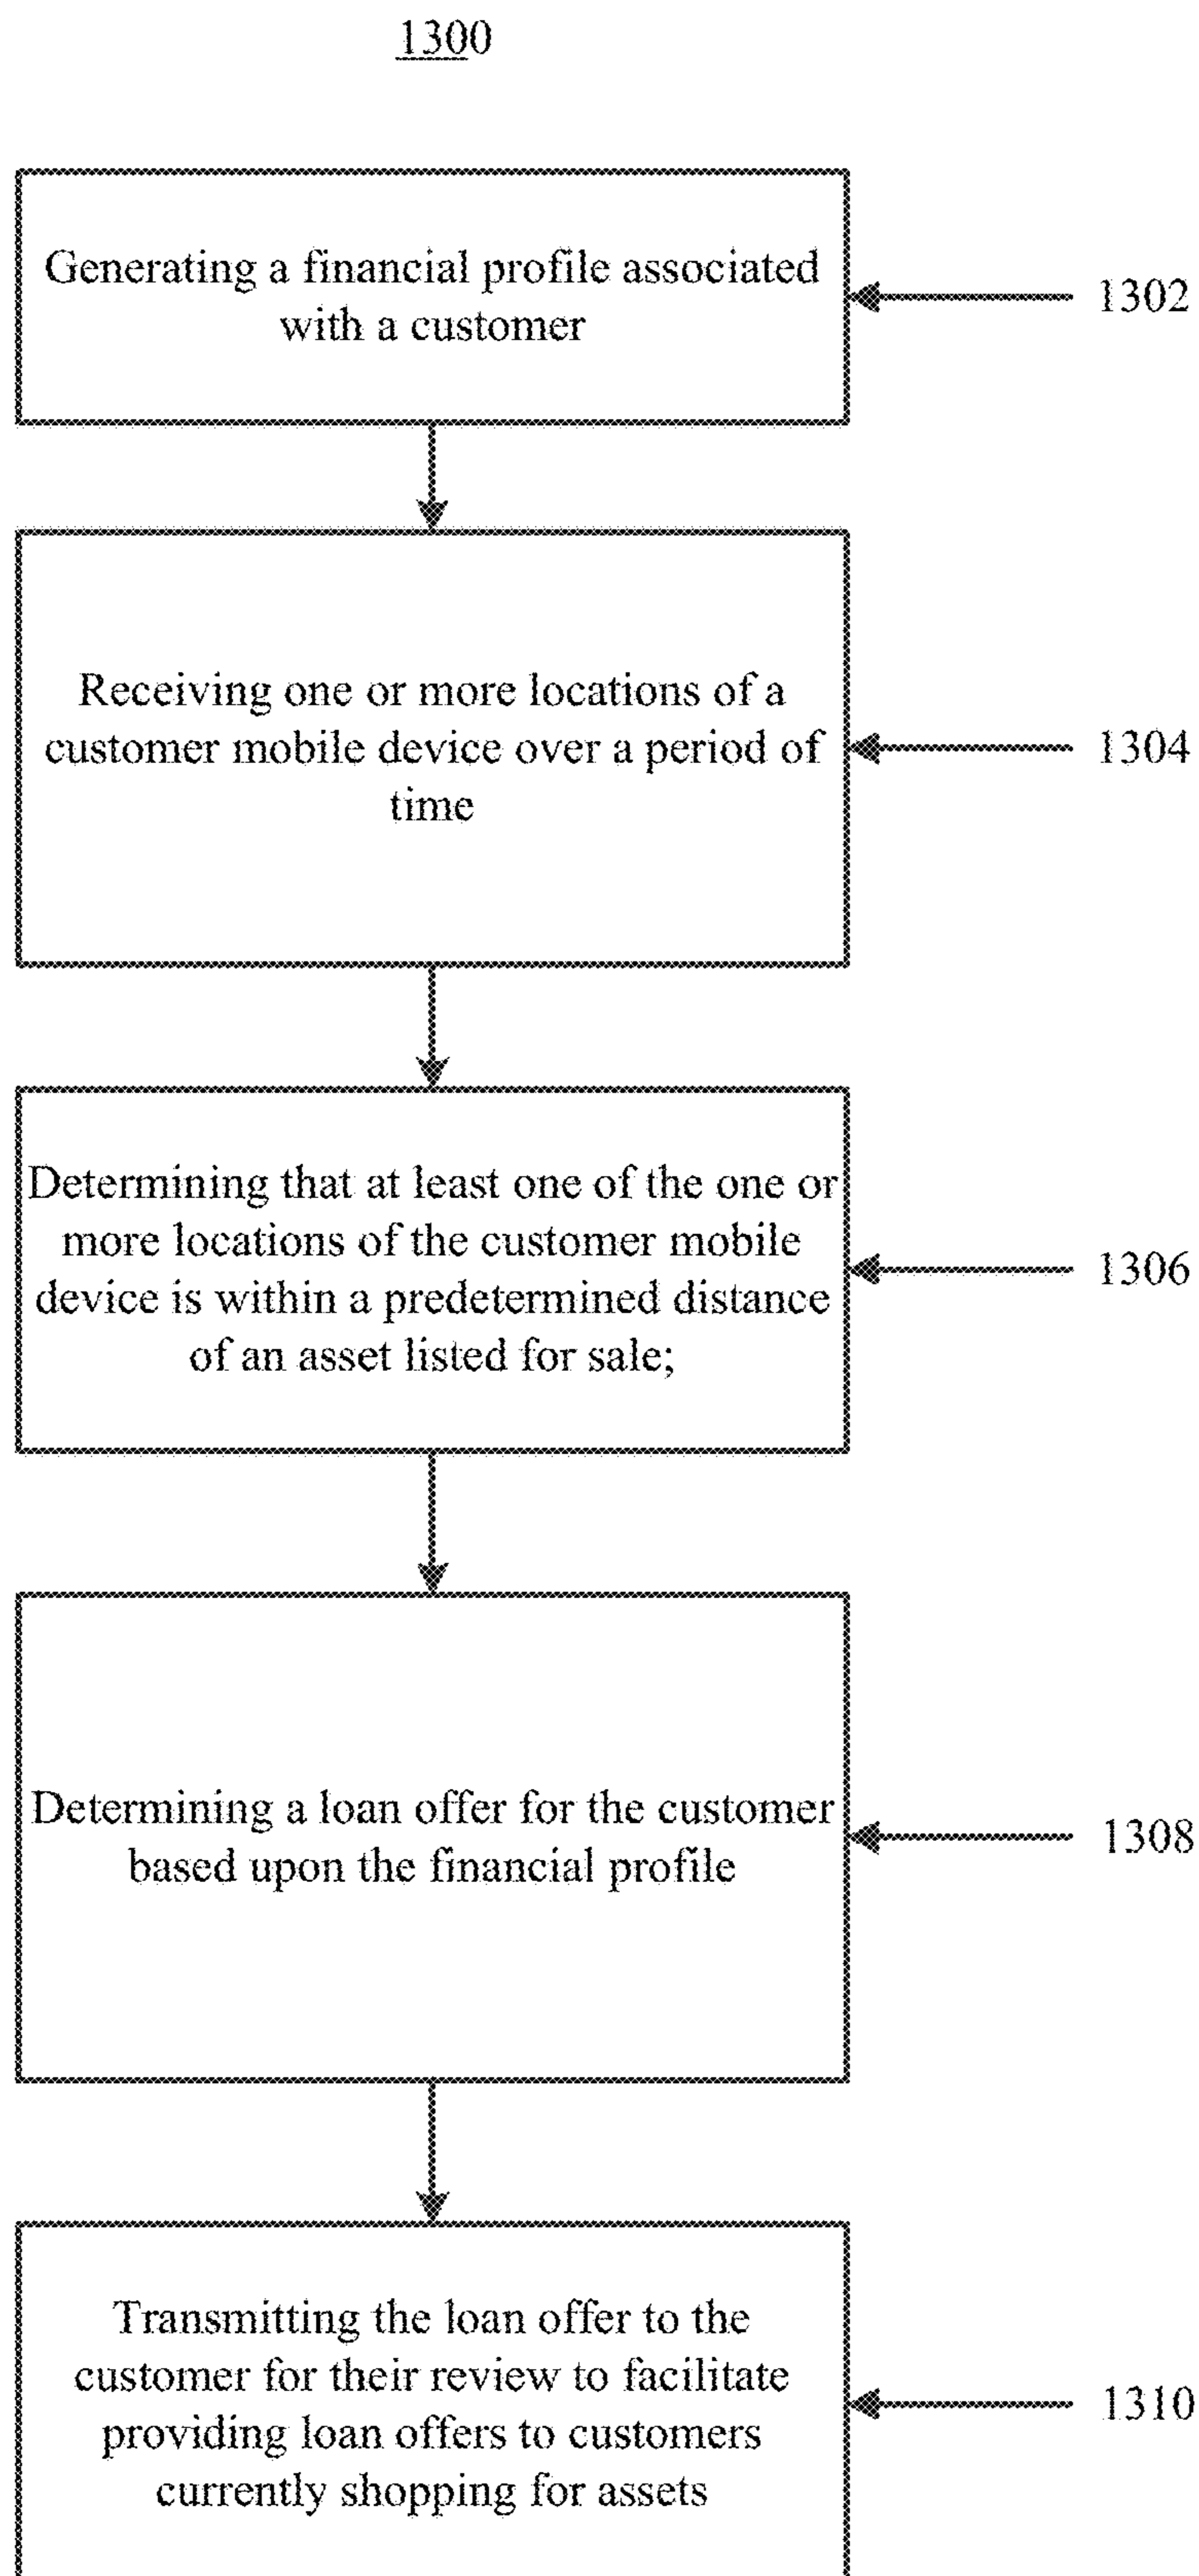 1300
Generating a financial profile associated
with a customer
1302
Receiving one or more locations of a
customer mobile device over a period of
time
1304
Determining that at least one of the one or
more locations of the customer mobile
device is within a predetermined distance
of an asset listed for sale;
1306
Determining a loan offer for the customer
based upon the financial profile
1308
Transmitting the loan offer to the
customer for their review to facilitate
providing loan offers to customers
currently shopping for assets
1310